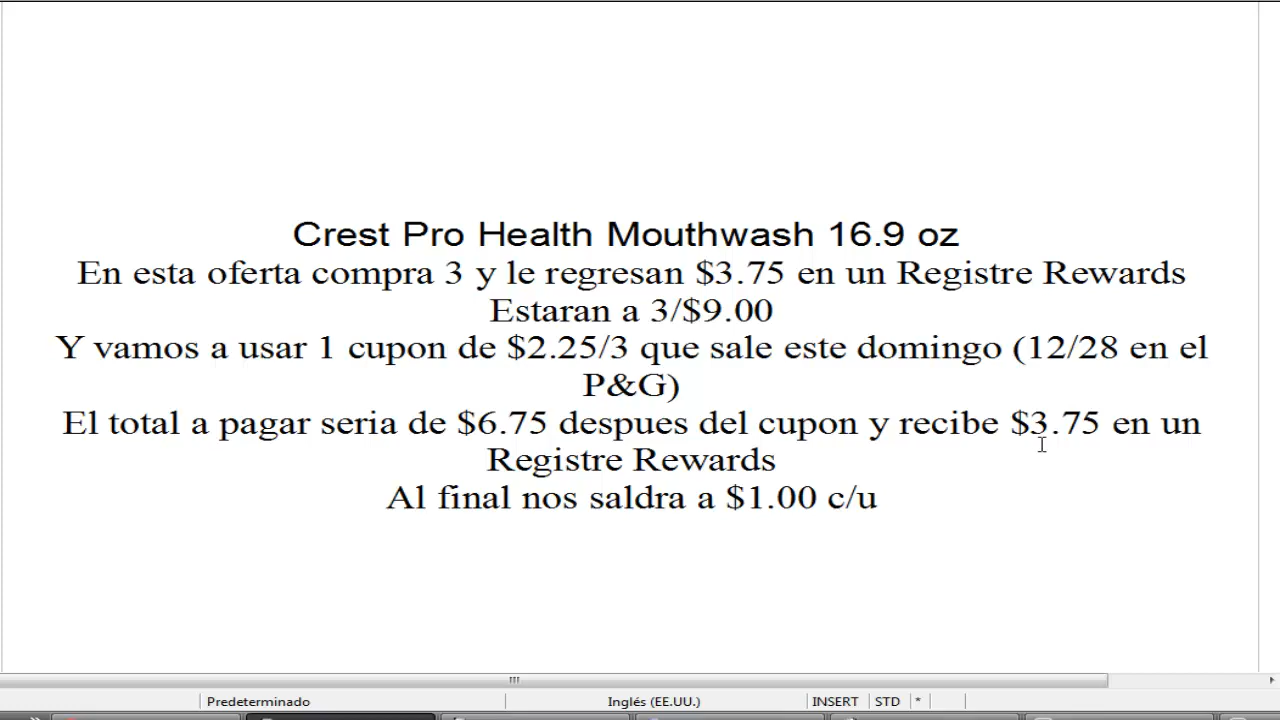 Crest Pro Health Mouthwash 16.9 oz
En esta oferta compra 3 y le regresan $3.75 en un Registre Rewards
Estaran a 3/$9.00
Y vamos a usar 1 cupon de $2.25/3 que sale este domingo (12/28 en el
P&G)
El total a pagar seria de $6.75 despues del cupon y recibe $3.75 en un
Registre Rewards
Al final nos saldra a $1.00 c/u
Predeterminado Inglés (EE.UU.) INSERT STD *